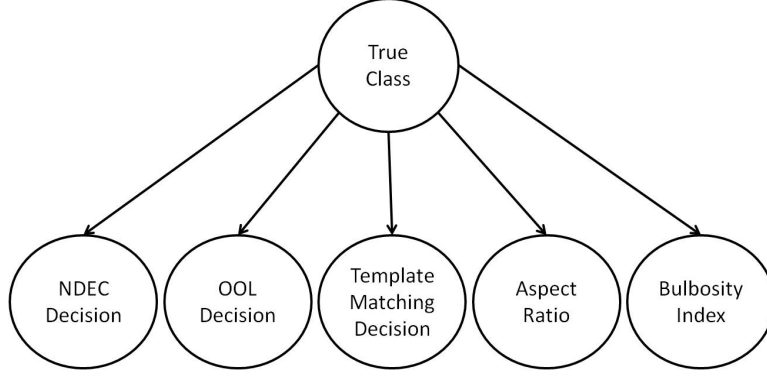 True
Class
NDEC
Decision
OOL
Decision
Template
Matching
Decision
Aspect
Ratio
Bulbosity
Index